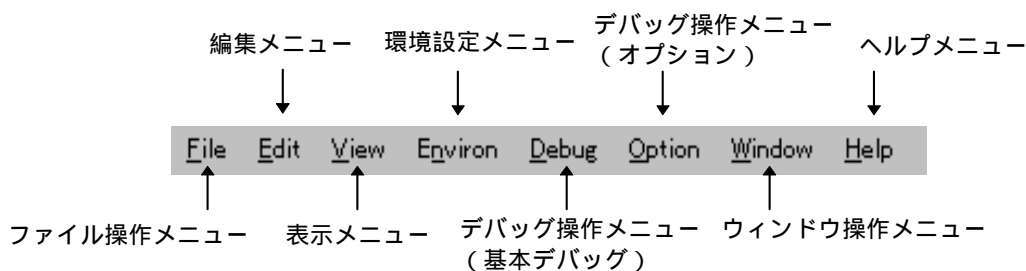 編集メニュー
環境設定メニュー
デバッグ操作メニュー
(オプション)
ヘルプメニュー
File Edit View Environ Debug Option Window Help
ファイル操作メニュー
表示メニュー
デバッグ操作メニュー
(基本デバッグ)
ウィンドウ操作メニュー